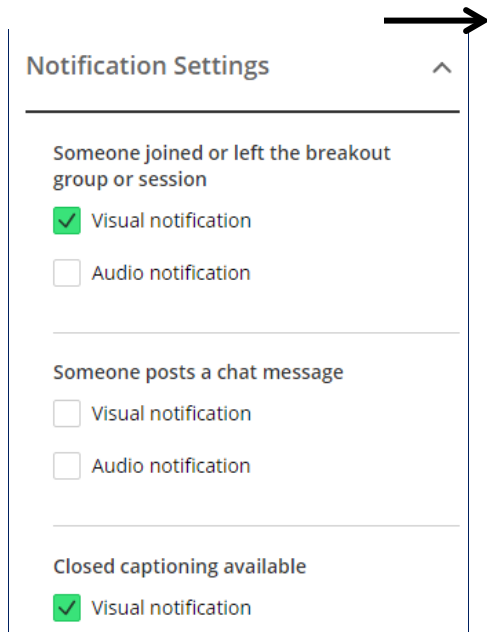 Notification Settings
Someone joined or left the breakout
group or session
Visual notification
Audio notification
Someone posts a chat message
Visual notification
Audio notification
Closed captioning available
Visual notification